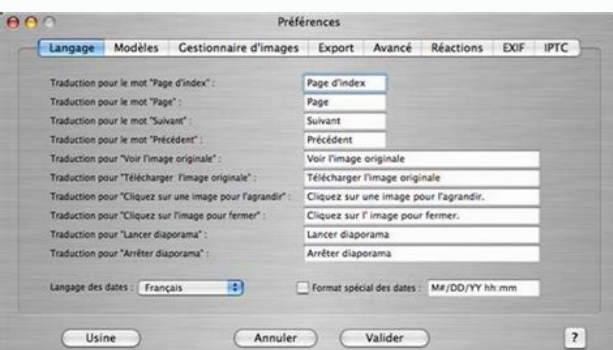 Préférences
Langage Modèles Gestionnaire d'images Export Avancé Réactions EXIF IPTC
Traduction pour le mot "Page d'index" : Page d'index
Traduction pour le mot "Page" : Page
Traduction pour le mot "Suivant" : Suivant
Traduction pour le mot "Précédent" : Précédent
Traduction pour "Voir l'image originale" : Voir l'image originale
Traduction pour "Télécharger l'image originale" : Télécharger l'image originale
Traduction pour "Cliquez sur une image pour l'agrandir" : Cliquez sur une image pour l'agrandir.
Traduction pour "Cliquez sur l'image pour fermer" : Cliquez sur l' image pour fermer.
Traduction pour "Lancer diaporama" : Lancer diaporama
Traduction pour "Arrêter diaporama" : Arrêter diaporama
Langage des dates : Français Format spécial des dates : M#/DD/YY hh:mm
Usine Annuler Valider ?